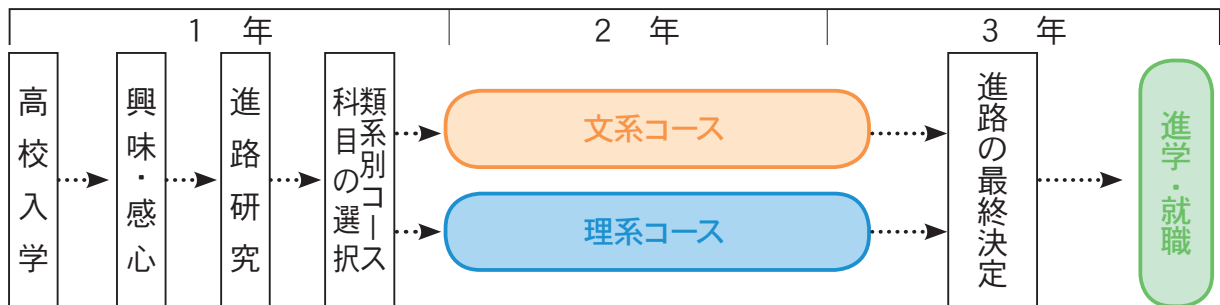 1 年
2 年
3 年
高校入学
興味・感心
進路研究
類系別コース
科目の選択
文系コース
理系コース
進路の最終決定
進学・就職